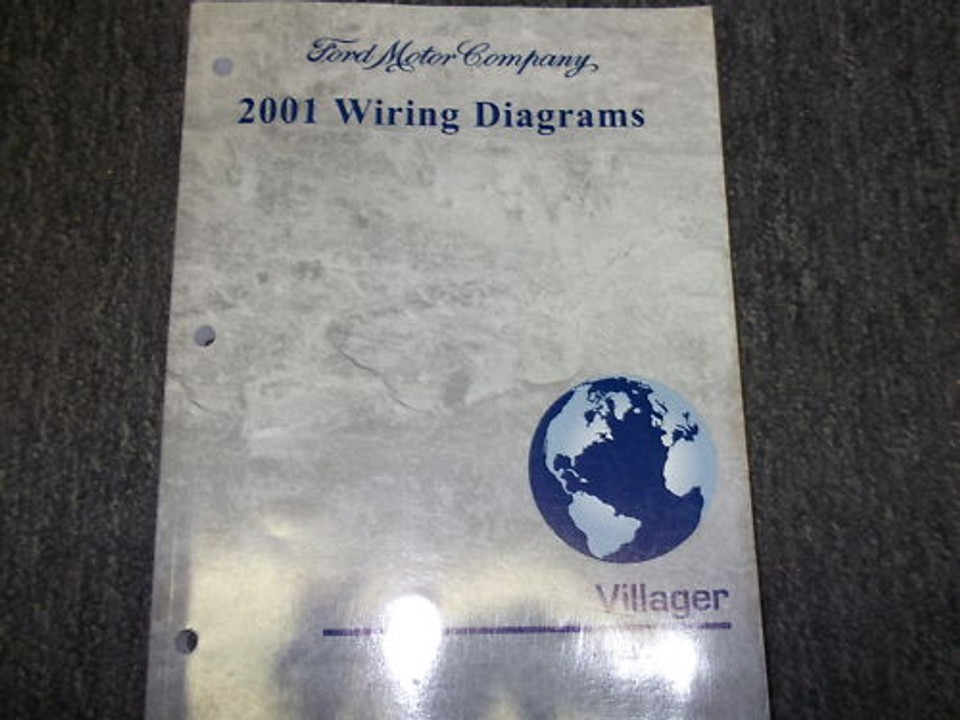 Ford Motor Company
2001 Wiring Diagrams
Villager